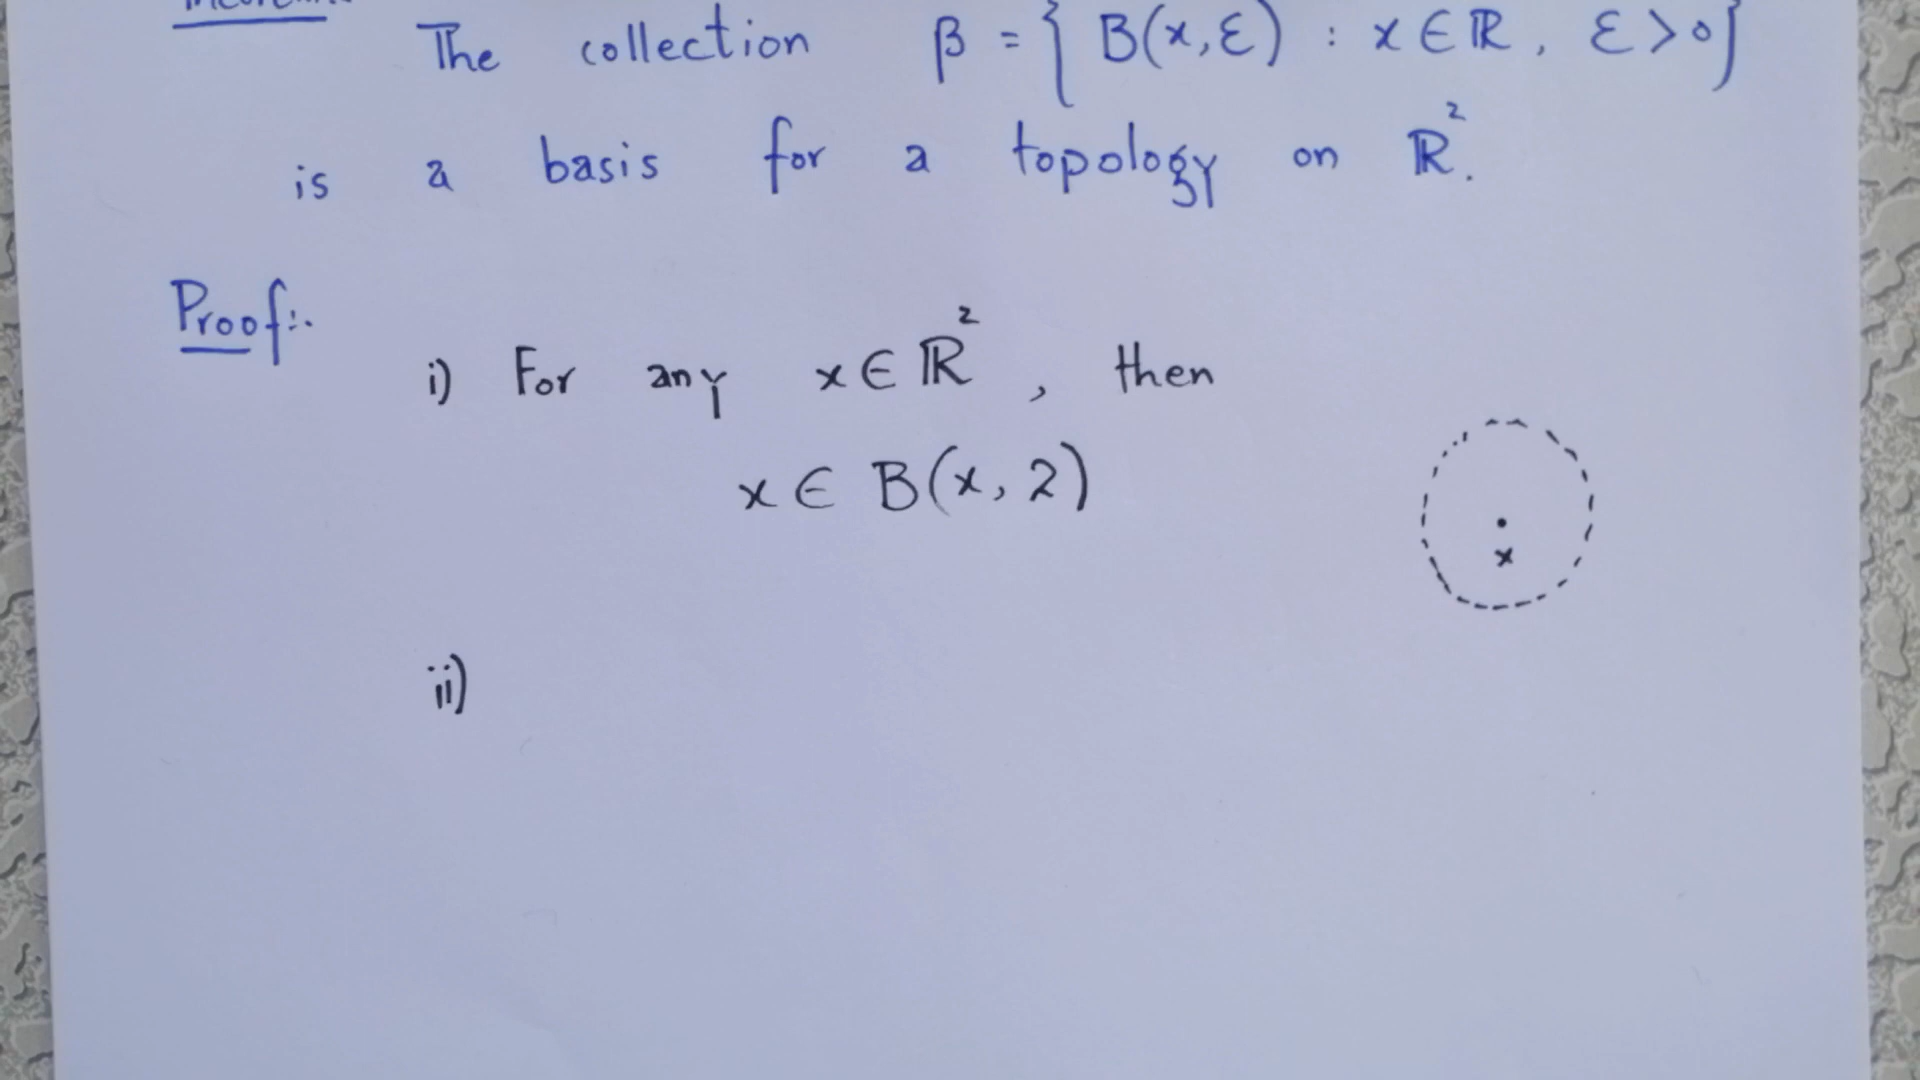 The collection β = { B(x, ε) : x ∈ ℝ, ε > 0}
is a basis for a topology on ℝ².
Proof:.
i) For any x ∈ ℝ², then
x ∈ B(x, 2)
x
ii)